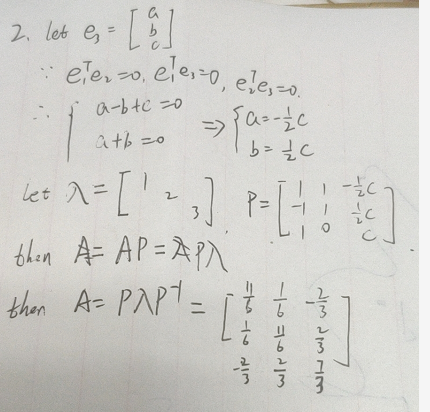 2. let e₃ = [a b c]
∵ e₁ᵀe₂=0, e₁ᵀe₃=0, e₂ᵀe₃=0.
∴ { a-b+c=0
a+b=0 ⇒ { a=-½c
b=½c
let λ = [1 2 3], P = [1 1 -½c; -1 1 ½c; 1 0 c].
then A = AP = Pλ
then A = PλP⁻¹ = [11/6 1/6 -2/3; 1/6 11/6 2/3; -2/3 2/3 7/3]